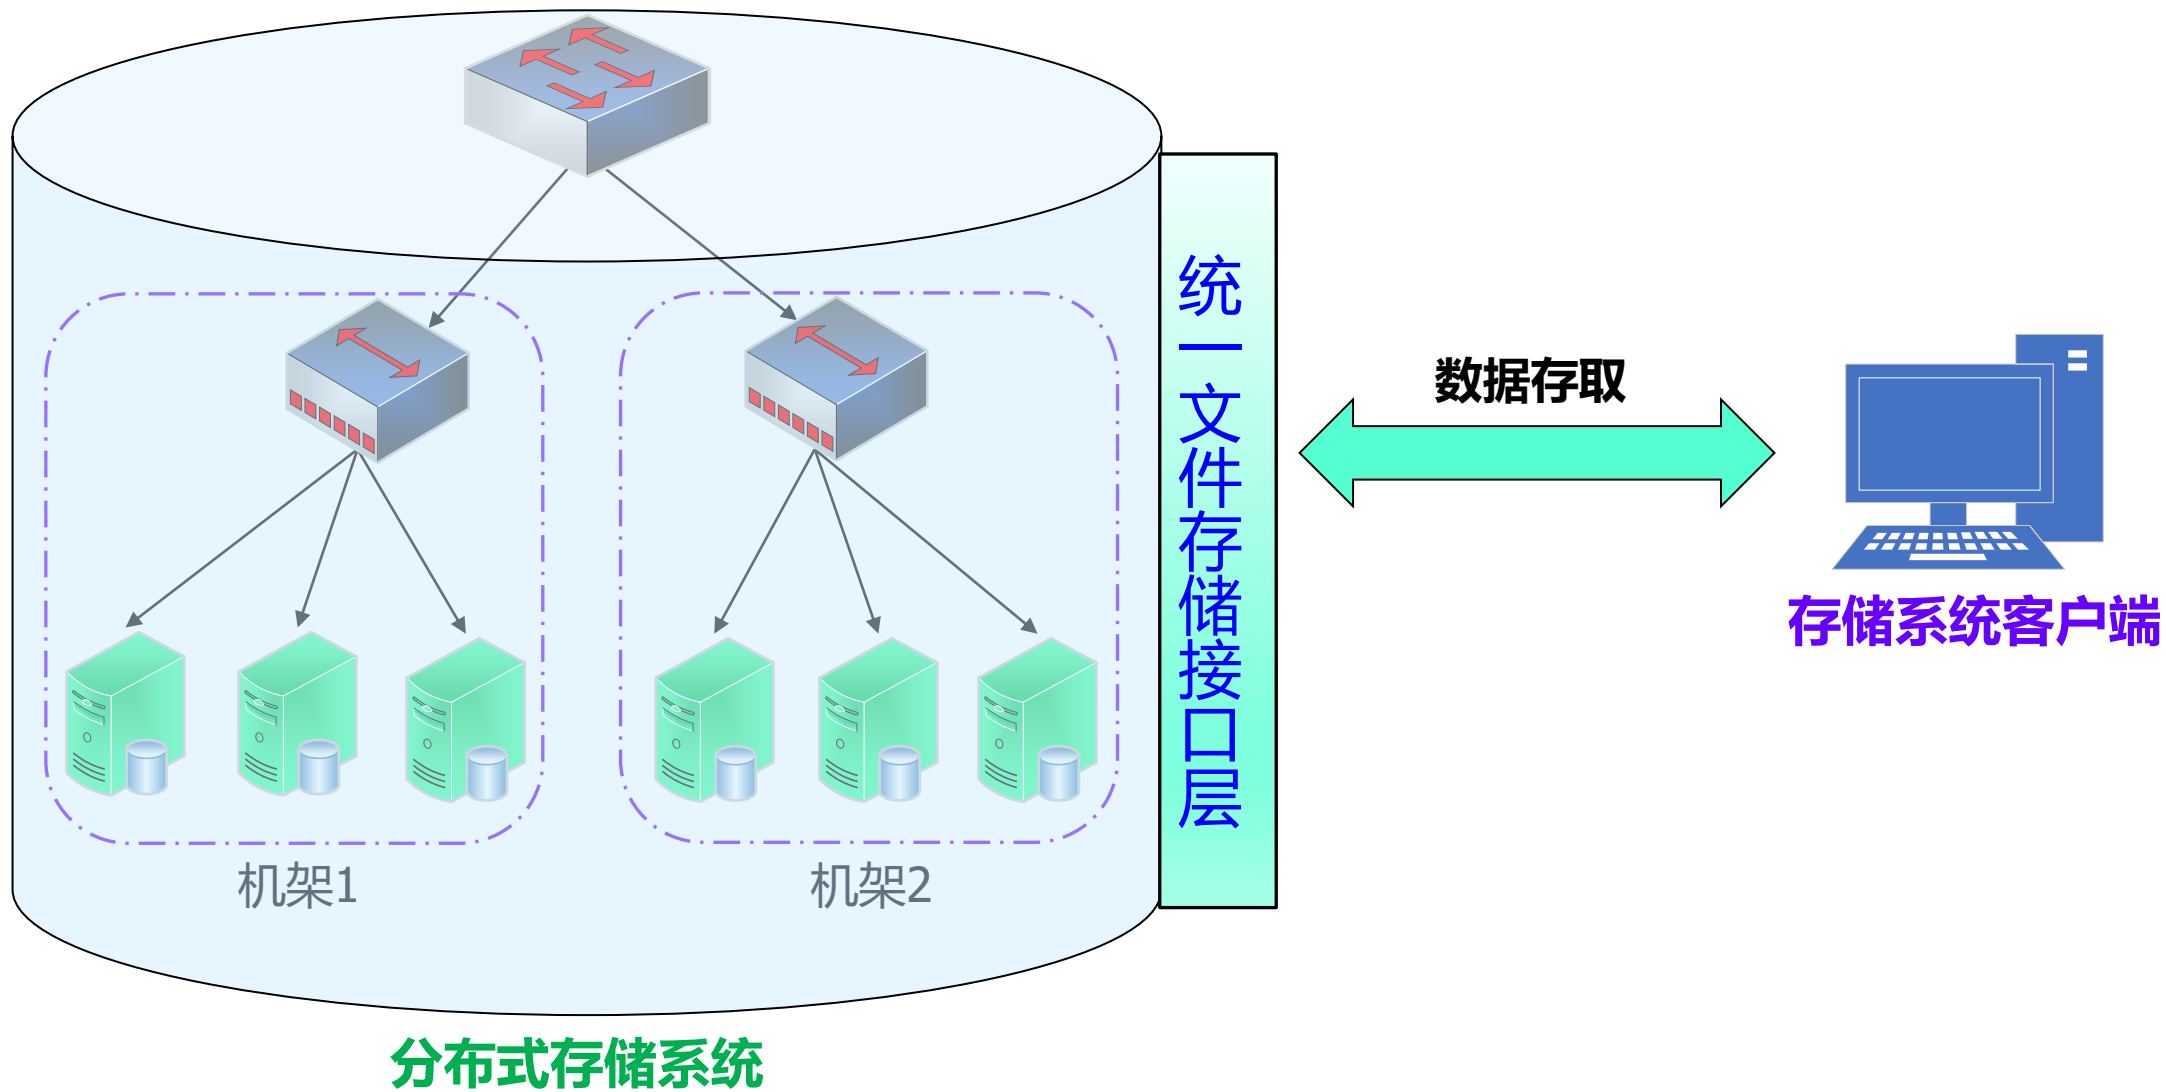 统一文件存储接口层
数据存取
存储系统客户端
机架1
机架2
分布式存储系统